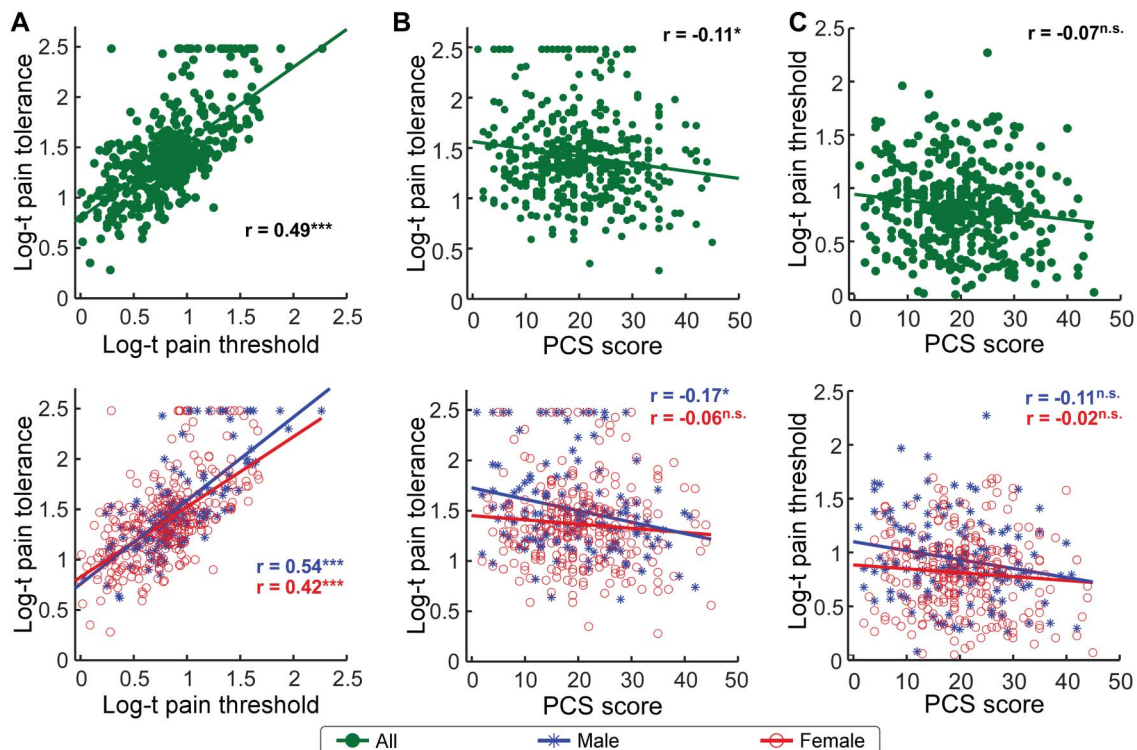 A
Log-t pain tolerance
2.5
2
1.5
1
0.5
0
r = 0.49***
0 0.5 1 1.5 2 2.5
Log-t pain threshold
B
Log-t pain tolerance
2.5
2
1.5
1
0.5
0
r = -0.11*
0 10 20 30 40 50
PCS score
C
Log-t pain threshold
2.5
2
1.5
1
0.5
0
r = -0.07n.s.
0 10 20 30 40 50
PCS score
Log-t pain tolerance
2.5
2
1.5
1
0.5
0
r = 0.54***
r = 0.42***
0 0.5 1 1.5 2 2.5
Log-t pain threshold
Log-t pain tolerance
2.5
2
1.5
1
0.5
0
r = -0.17*
r = -0.06n.s.
0 10 20 30 40 50
PCS score
Log-t pain threshold
2.5
2
1.5
1
0.5
0
r = -0.11n.s.
r = -0.02n.s.
0 10 20 30 40 50
PCS score
All Male Female